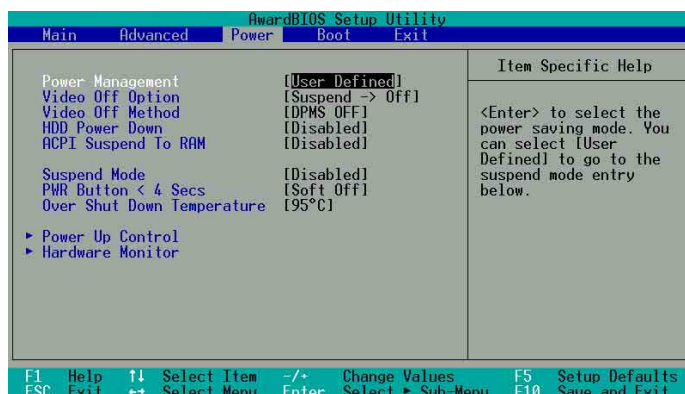 AwardBIOS Setup Utility
Main Advanced Power Boot Exit
Power Management [User Defined]
Video Off Option [Suspend -> Off]
Video Off Method [DPMS OFF]
HDD Power Down [Disabled]
ACPI Suspend To RAM [Disabled]
Suspend Mode [Disabled]
PWR Button < 4 Secs [Soft Off]
Over Shut Down Temperature [95°C]
► Power Up Control
► Hardware Monitor
Item Specific Help
<Enter> to select the
power saving mode. You
can select [User
Defined] to go to the
suspend mode entry
below.
F1 Help ↑↓ Select Item -/+ Change Values F5 Setup Defaults
ESC Exit ←→ Select Menu Enter Select ► Sub-Menu F10 Save and Exit